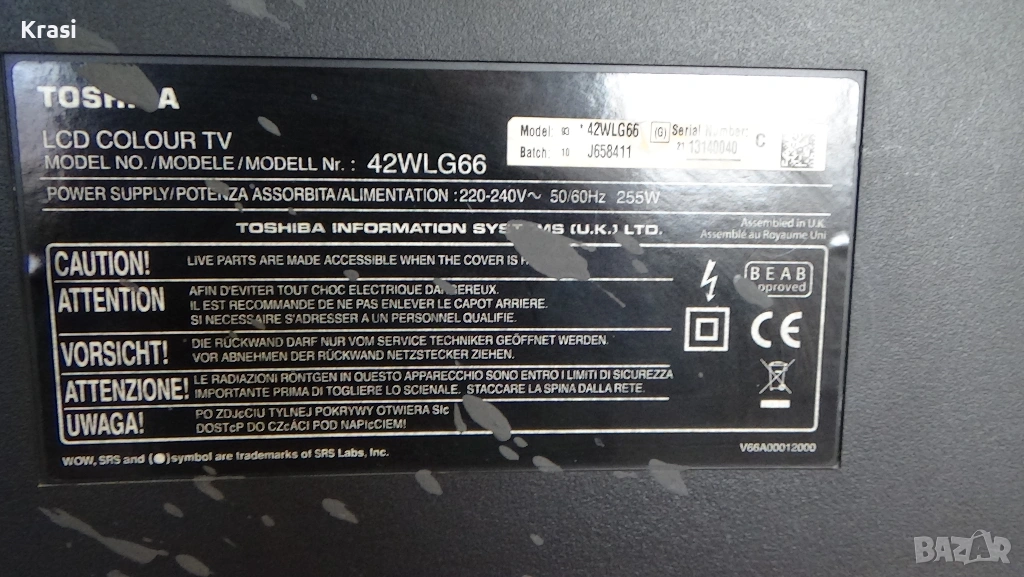 Krasi
LCD COLOUR TV
MODEL NO./MODELE/MODELL Nr.: 42WLG66
Model: 93 * 42WLG66 (G) Serial Number:
Batch: 10 J658411 21 13140040 C
POWER SUPPLY/POTENZA ASSORBITA/ALIMENTATION :220-240V~ 50/60Hz 255W
TOSHIBA INFORMATION SYSTEMS (U.K.) LTD.
Assembled in U.K
Assemblé au Royaume Uni
CAUTION! LIVE PARTS ARE MADE ACCESSIBLE WHEN THE COVER IS
ATTENTION
AFIN D'EVITER TOUT CHOC ELECTRIQUE DANGEREUX.
IL EST RECOMMANDE DE NE PAS ENLEVER LE CAPOT ARRIERE.
SI NECESSAIRE S'ADRESSER A UN PERSONNEL QUALIFIE.
VORSICHT!
DIE RÜCKWAND DARF NUR VOM SERVICE TECHNIKER GEÖFFNET WERDEN.
VOR ABNEHMEN DER RÜCKWAND NETZSTECKER ZIEHEN.
ATTENZIONE!
LE RADIAZIONI RÖNTGEN IN QUESTO APPARECCHIO SONO ENTRO I LIMITI DI SICUREZZA
IMPORTANTE PRIMA DI TOGLIERE LO SCIENALE. STACCARE LA SPINA DALLA RETE.
UWAGA!
PO ZDJcCIU TYLNEJ POKRYWY OTWIERA SIc
DOSTcP DO CZcÁCI POD NAPIcCIEM!
BEAB
Approved
CE
WOW, SRS and (●) symbol are trademarks of SRS Labs, Inc.
V66A00012000
BAZAR